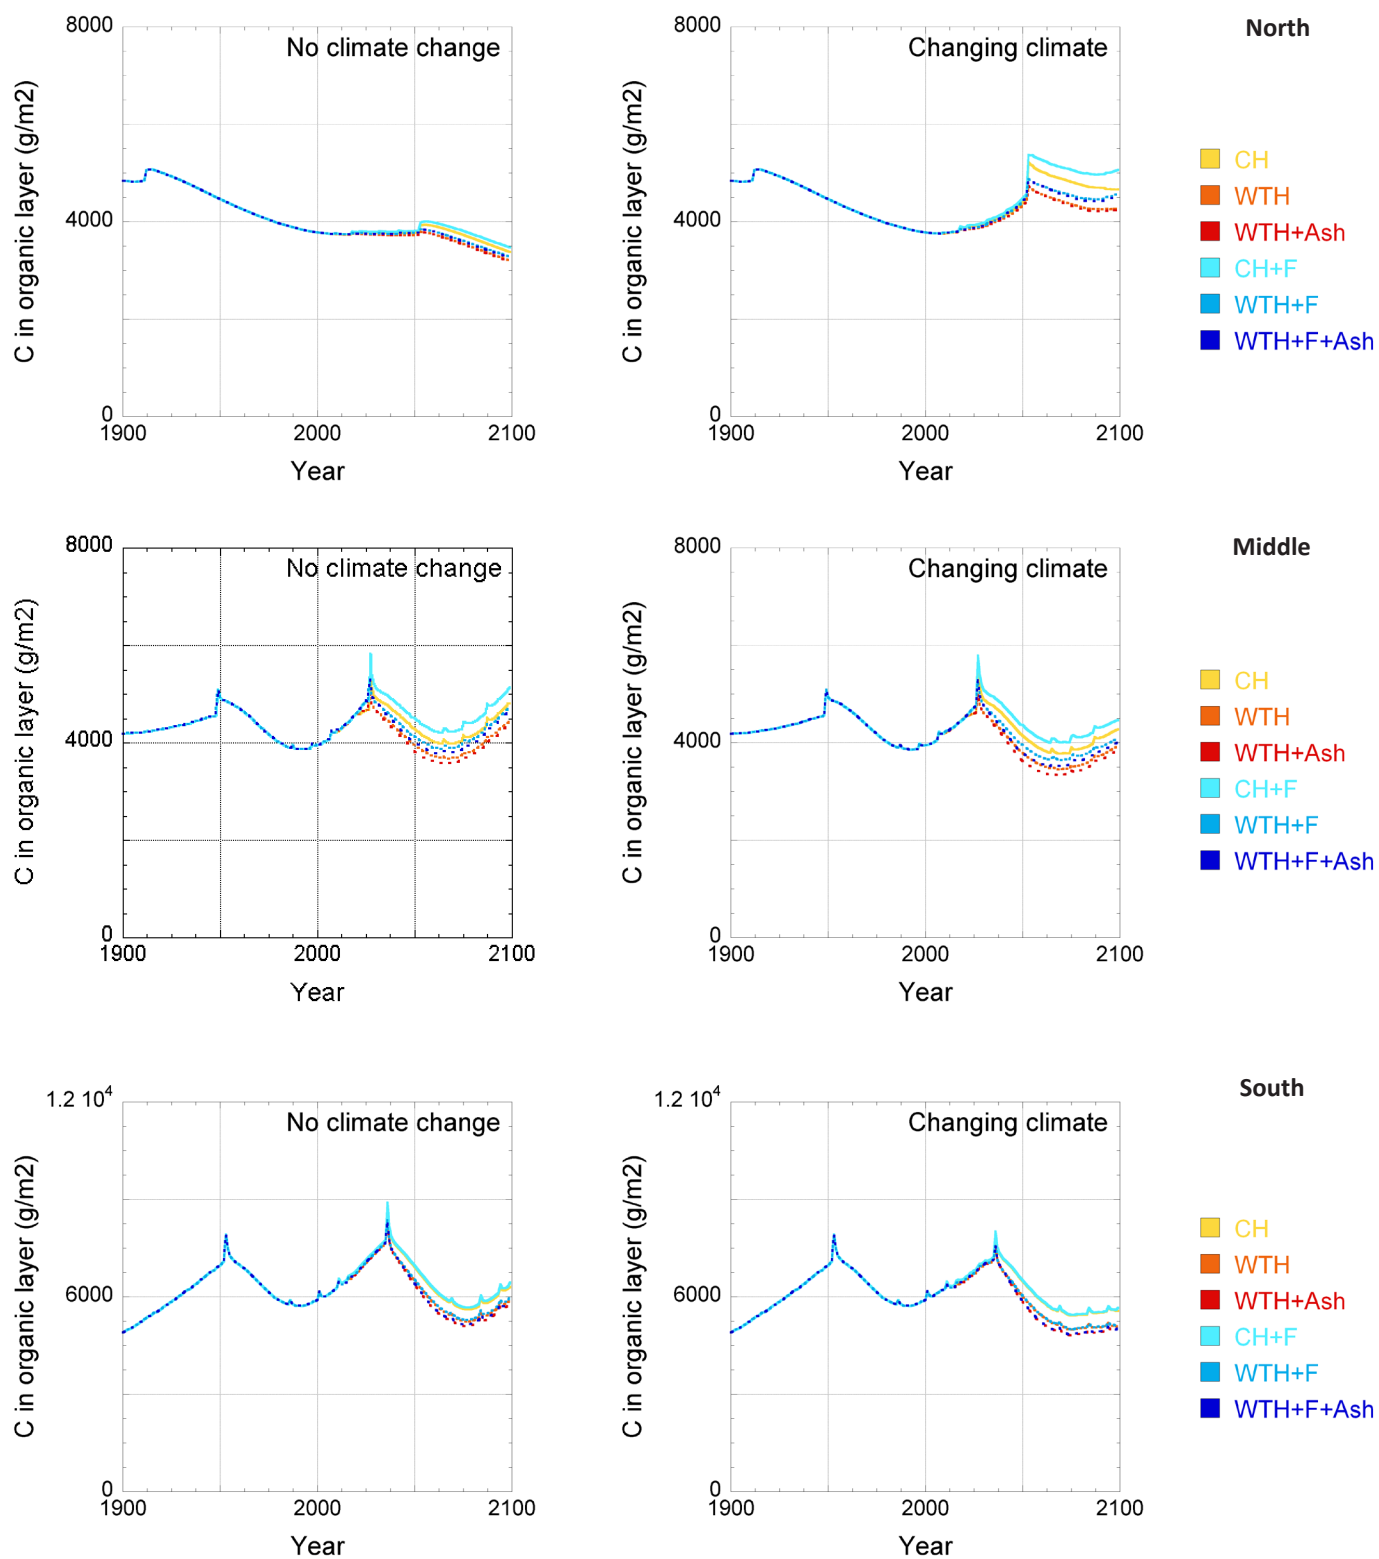 North
No climate change
8000
4000
0
C in organic layer (g/m2)
1900
2000
2100
Year
Changing climate
8000
4000
0
C in organic layer (g/m2)
1900
2000
2100
Year
CH
WTH
WTH+Ash
CH+F
WTH+F
WTH+F+Ash
Middle
No climate change
8000
4000
0
C in organic layer (g/m2)
1900
2000
2100
Year
Changing climate
8000
4000
0
C in organic layer (g/m2)
1900
2000
2100
Year
CH
WTH
WTH+Ash
CH+F
WTH+F
WTH+F+Ash
South
No climate change
1.2 10⁴
6000
0
C in organic layer (g/m2)
1900
2000
2100
Year
Changing climate
1.2 10⁴
6000
0
C in organic layer (g/m2)
1900
2000
2100
Year
CH
WTH
WTH+Ash
CH+F
WTH+F
WTH+F+Ash